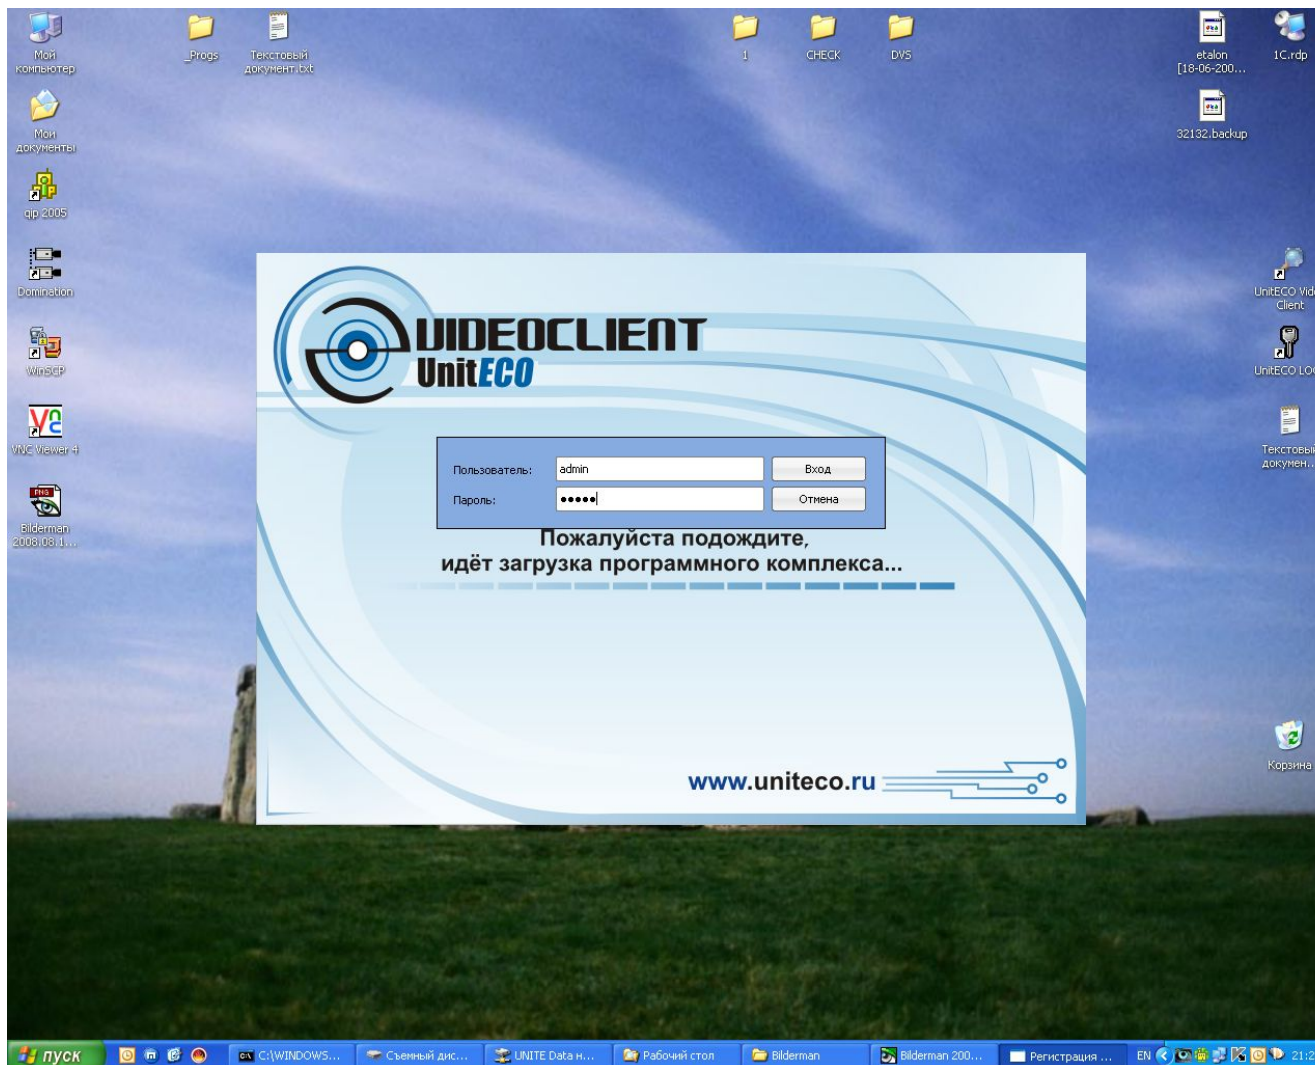 Мой компьютер
_Progs
Текстовый документ.txt
1
CHECK
DVS
etalon [18-06-200...
1C.rdp
Мои документы
32132.backup
qip 2005
Domination
UnitECO Vid
Client
WinSCP
UnitECO LO
VNC Viewer 4
Текстовы
докумен...
Bilderman 2008.08.1...
Корзина
VIDEOCLIENT
UnitECO
Пользователь:
admin
Вход
Пароль:
Отмена
Пожалуйста подождите,
идёт загрузка программного комплекса...
www.uniteco.ru
пуск
C:\WINDOWS...
Съемный дис...
UNITE Data н...
Рабочий стол
Bilderman
Bilderman 200...
Регистрация ...
EN
21:2